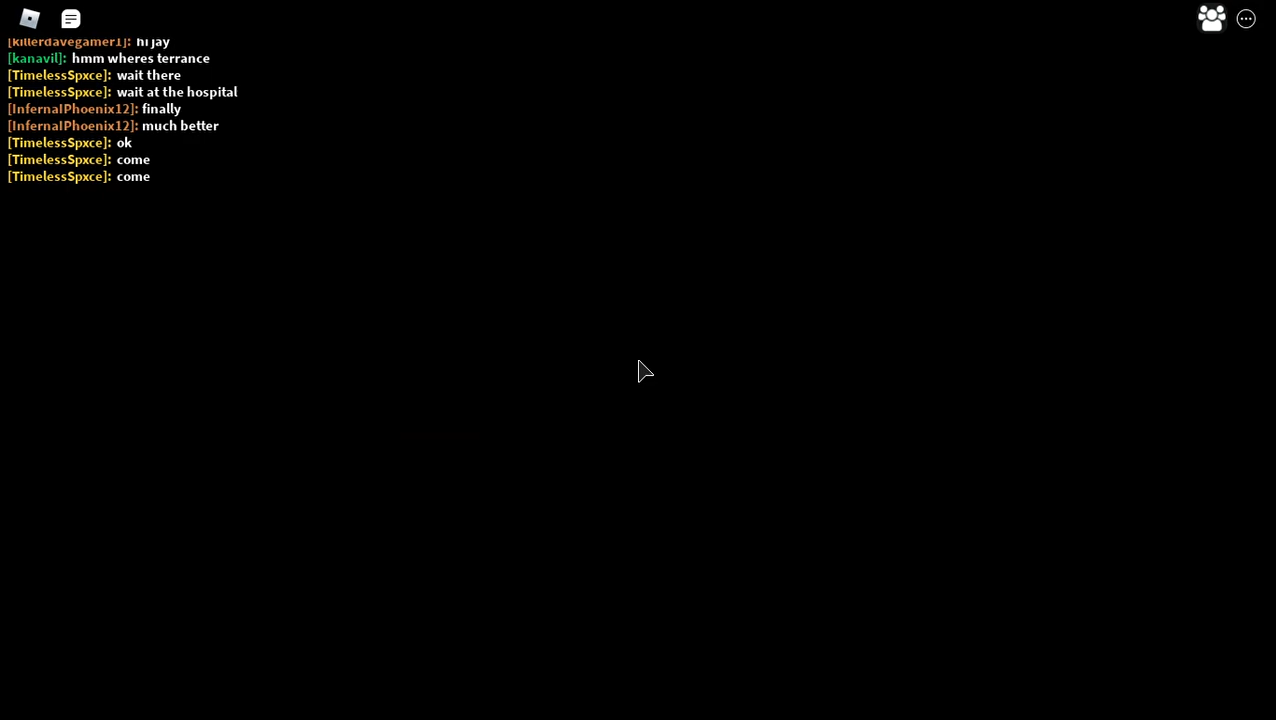 [killerdavegamer1]: hi jay
[kanavil]: hmm wheres terrance
[TimelessSpxce]: wait there
[TimelessSpxce]: wait at the hospital
[InfernalPhoenix12]: finally
[InfernalPhoenix12]: much better
[TimelessSpxce]: ok
[TimelessSpxce]: come
[TimelessSpxce]: come